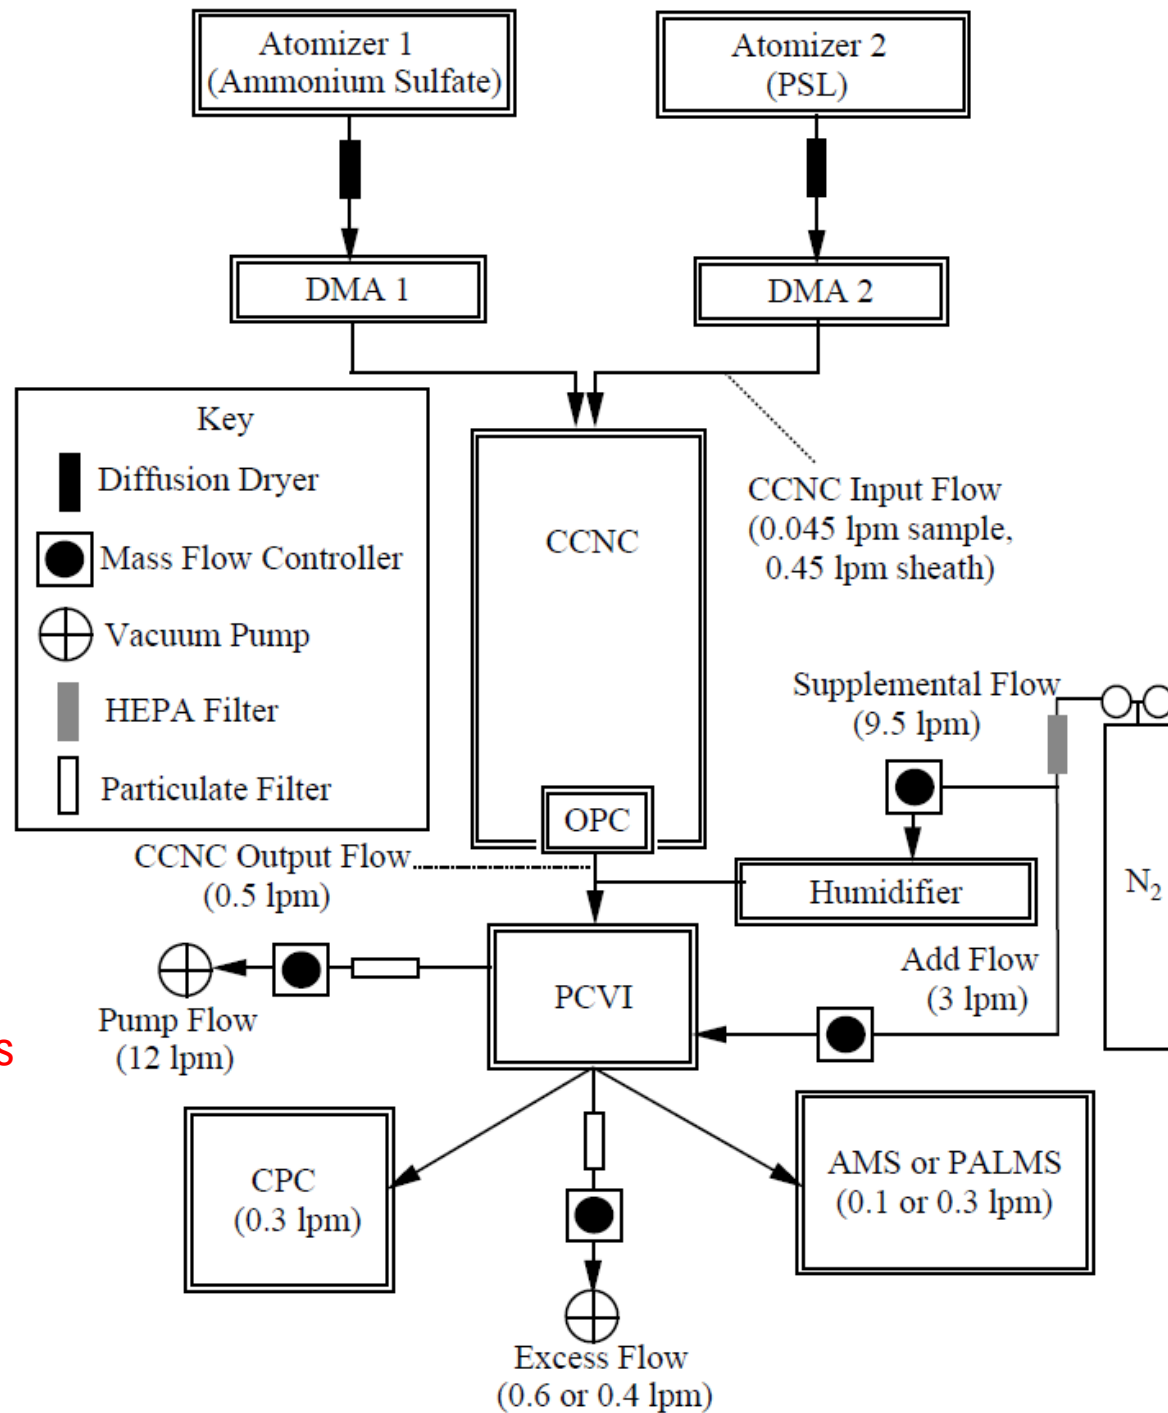 Atomizer 1
(Ammonium Sulfate)
Atomizer 2
(PSL)
DMA 1
DMA 2
Key
Diffusion Dryer
Mass Flow Controller
Vacuum Pump
HEPA Filter
Particulate Filter
CCNC
CCNC Input Flow
(0.045 lpm sample,
0.45 lpm sheath)
Supplemental Flow
(9.5 lpm)
OPC
CCNC Output Flow
(0.5 lpm)
Humidifier
N2
Add Flow
(3 lpm)
PCVI
Pump Flow
(12 lpm)
s
CPC
(0.3 lpm)
AMS or PALMS
(0.1 or 0.3 lpm)
Excess Flow
(0.6 or 0.4 lpm)